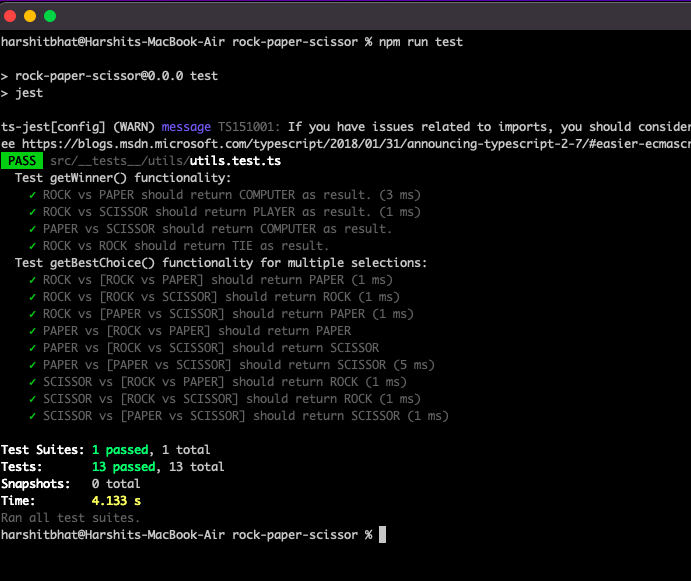 harshitbhat@Harshits-MacBook-Air rock-paper-scissor % npm run test
> rock-paper-scissor@0.0.0 test
> jest
ts-jest[config] (WARN) message TS151001: If you have issues related to imports, you should consider
ee https://blogs.msdn.microsoft.com/typescript/2018/01/31/announcing-typescript-2-7/#easier-ecmascr
PASS src/__tests__/utils/utils.test.ts
Test getWinner() functionality:
✓ ROCK vs PAPER should return COMPUTER as result. (3 ms)
✓ ROCK vs SCISSOR should return PLAYER as result. (1 ms)
✓ PAPER vs SCISSOR should return COMPUTER as result.
✓ ROCK vs ROCK should return TIE as result.
Test getBestChoice() functionality for multiple selections:
✓ ROCK vs [ROCK vs PAPER] should return PAPER (1 ms)
✓ ROCK vs [ROCK vs SCISSOR] should return ROCK (1 ms)
✓ ROCK vs [PAPER vs SCISSOR] should return PAPER (1 ms)
✓ PAPER vs [ROCK vs PAPER] should return PAPER
✓ PAPER vs [ROCK vs SCISSOR] should return SCISSOR
✓ PAPER vs [PAPER vs SCISSOR] should return SCISSOR (5 ms)
✓ SCISSOR vs [ROCK vs PAPER] should return ROCK (1 ms)
✓ SCISSOR vs [ROCK vs SCISSOR] should return ROCK (1 ms)
✓ SCISSOR vs [PAPER vs SCISSOR] should return SCISSOR (1 ms)
Test Suites: 1 passed, 1 total
Tests: 13 passed, 13 total
Snapshots: 0 total
Time: 4.133 s
Ran all test suites.
harshitbhat@Harshits-MacBook-Air rock-paper-scissor %